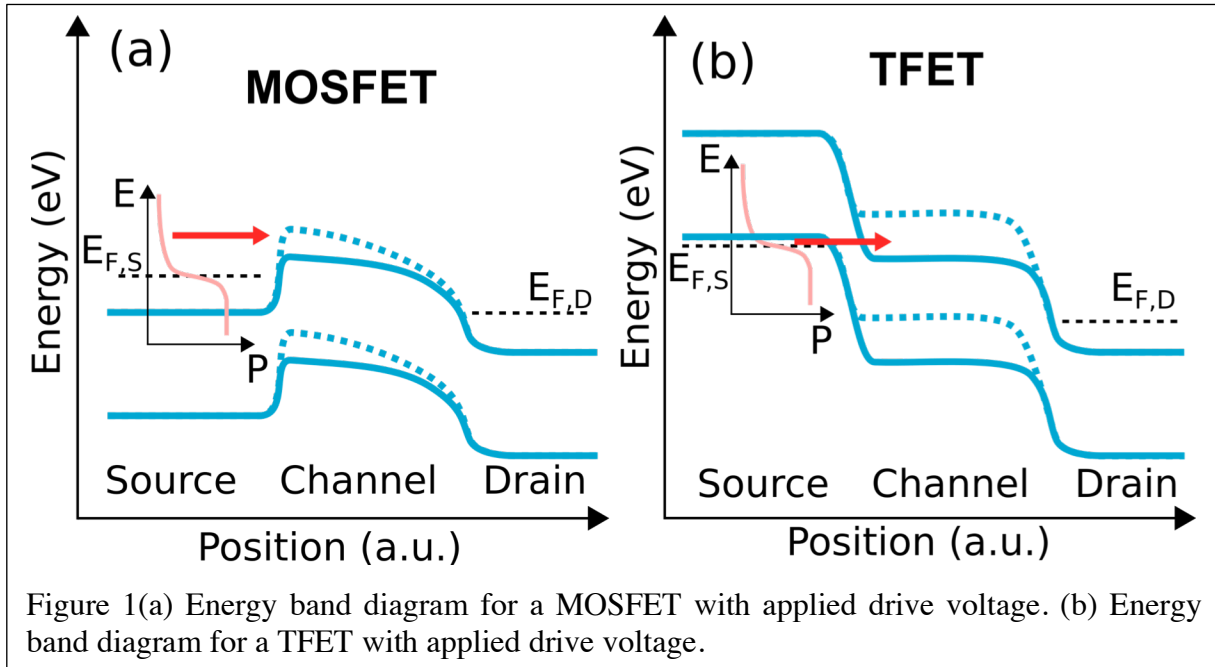 (a)
MOSFET
Energy (eV)
E
E_F,S
P
E_F,D
Source Channel Drain
Position (a.u.)
(b)
TFET
Energy (eV)
E
E_F,S
P
E_F,D
Source Channel Drain
Position (a.u.)
Figure 1(a) Energy band diagram for a MOSFET with applied drive voltage. (b) Energy
band diagram for a TFET with applied drive voltage.